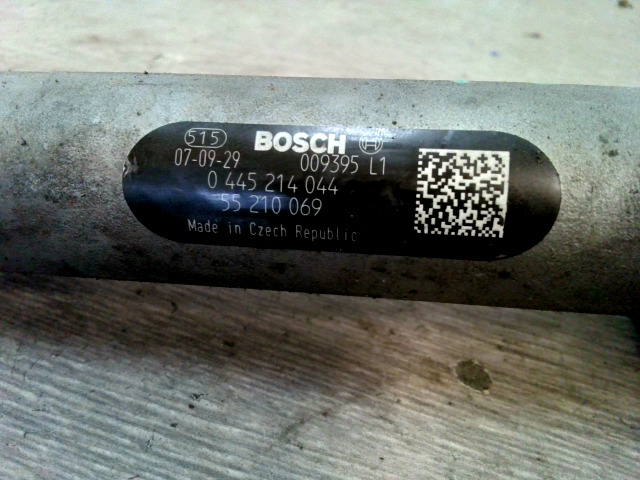 515 BOSCH
07-09-29 009395 L1
0 445 214 044
55 210 069
Made in Czech Republic